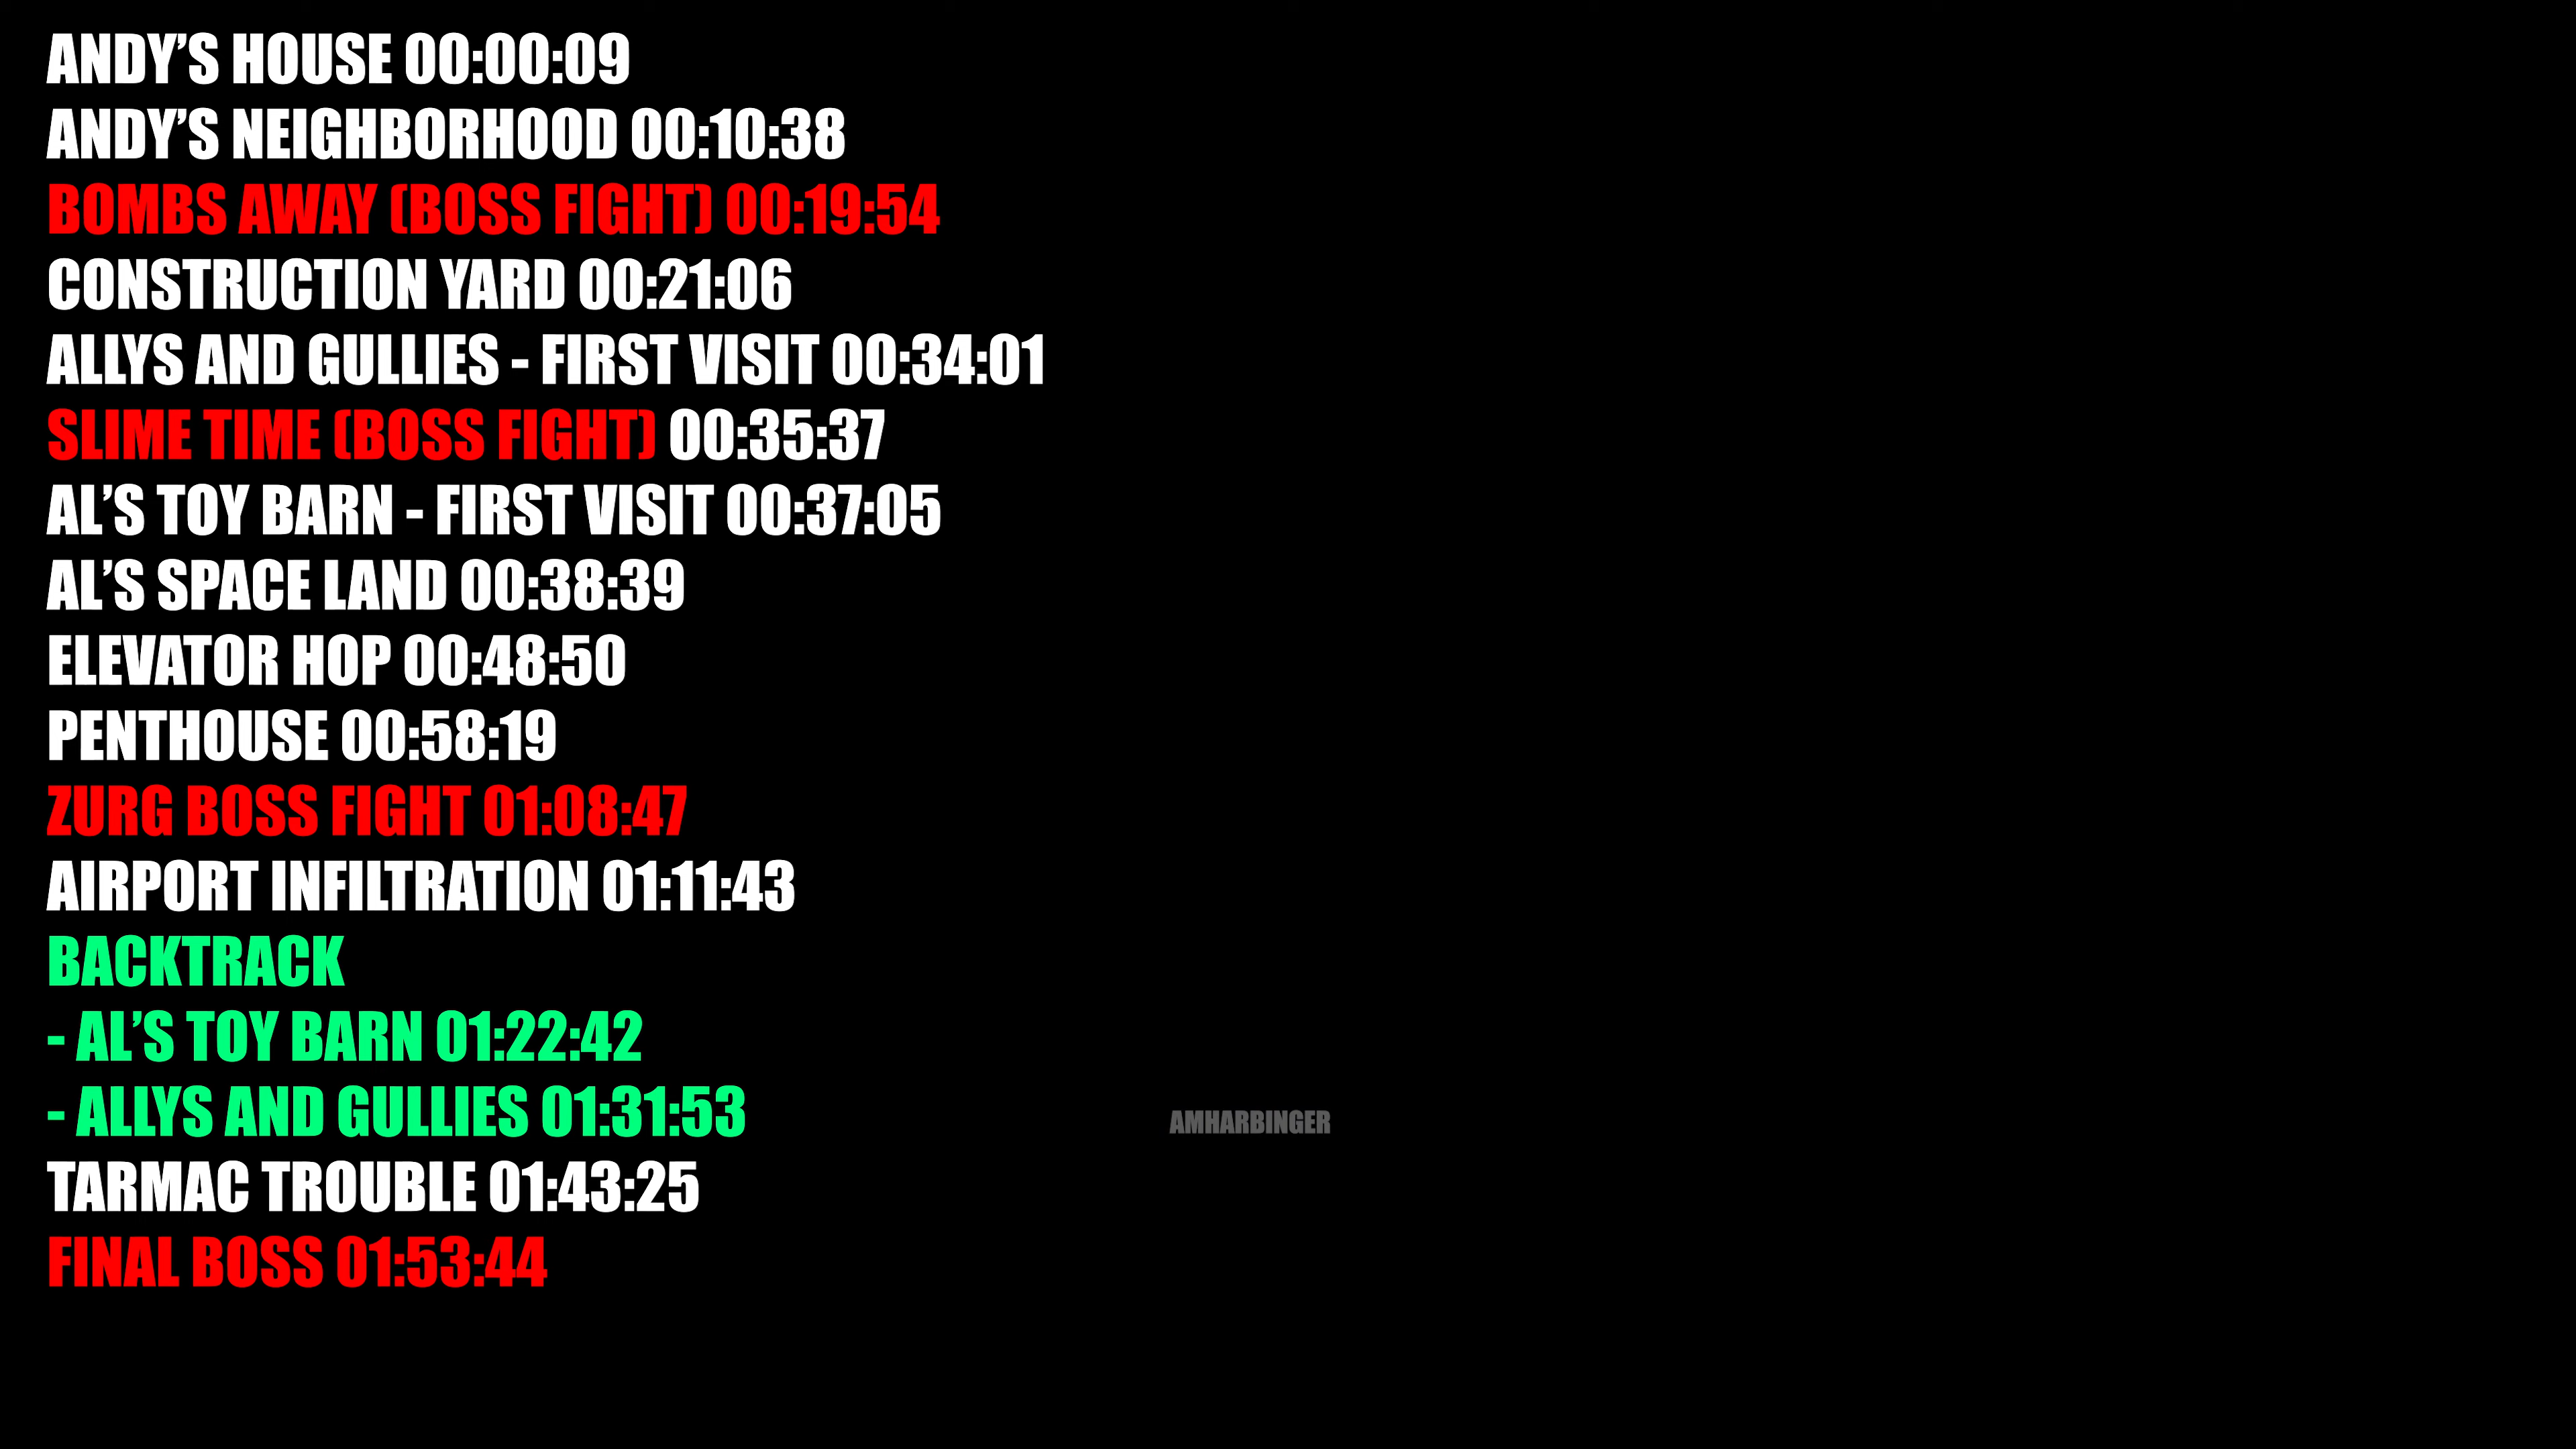 ANDY’S HOUSE 00:00:09
ANDY’S NEIGHBORHOOD 00:10:38
BOMBS AWAY (BOSS FIGHT) 00:19:54
CONSTRUCTION YARD 00:21:06
ALLYS AND GULLIES - FIRST VISIT 00:34:01
SLIME TIME (BOSS FIGHT) 00:35:37
AL’S TOY BARN - FIRST VISIT 00:37:05
AL’S SPACE LAND 00:38:39
ELEVATOR HOP 00:48:50
PENTHOUSE 00:58:19
ZURG BOSS FIGHT 01:08:47
AIRPORT INFILTRATION 01:11:43
BACKTRACK
- AL’S TOY BARN 01:22:42
- ALLYS AND GULLIES 01:31:53
AMHARBINGER
TARMAC TROUBLE 01:43:25
FINAL BOSS 01:53:44